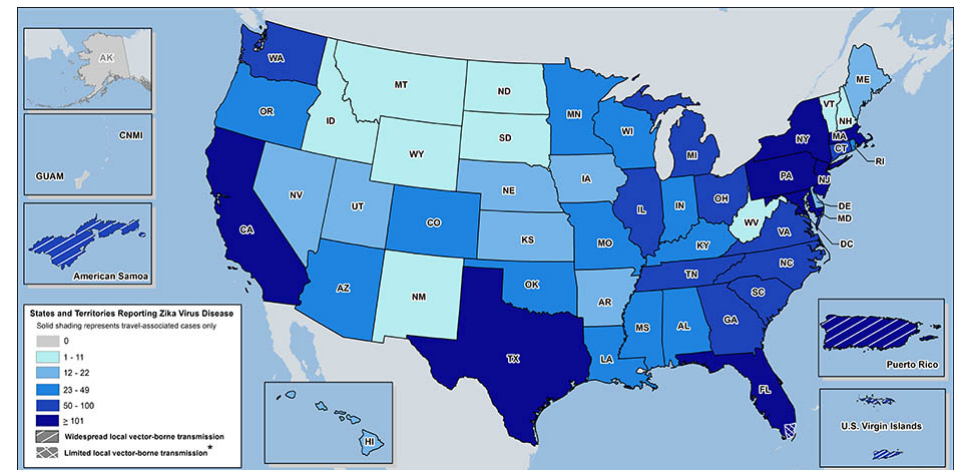 AK
CNMI
GUAM
American Samoa
States and Territories Reporting Zika Virus Disease
Solid shading represents travel-associated cases only
0
1 - 11
12 - 22
23 - 49
50 - 100
≥ 101
Widespread local vector-borne transmission
Limited local vector-borne transmission*
WA
OR
CA
ID
NV
MT
WY
UT
AZ
CO
NM
ND
SD
NE
KS
OK
TX
MN
IA
MO
AR
LA
WI
IL
MI
IN
OH
KY
TN
MS
AL
GA
FL
SC
NC
VA
WV
PA
NY
VT
NH
ME
MA
CT
RI
NJ
DE
MD
DC
HI
Puerto Rico
U.S. Virgin Islands